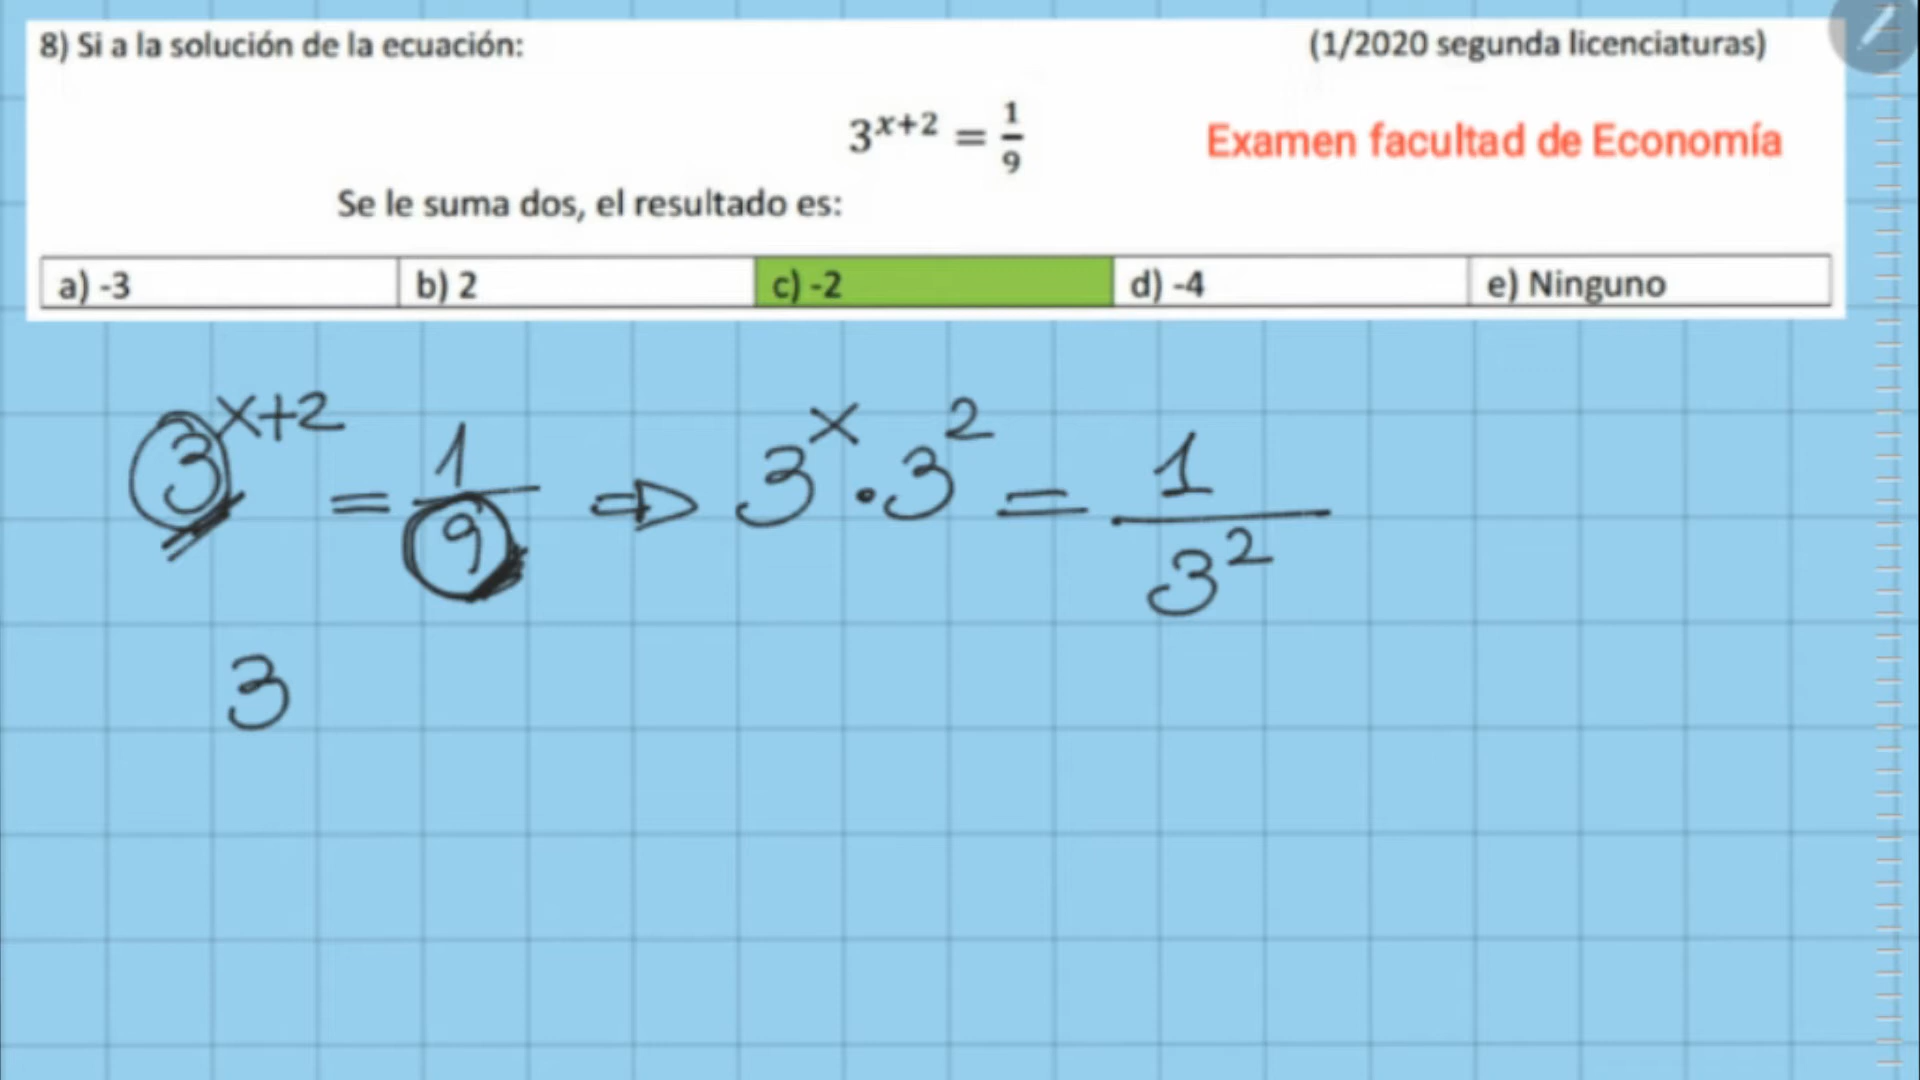 8) Si a la solución de la ecuación: (1/2020 segunda licenciaturas)
3^{x+2} = 1/9 Examen facultad de Economía
Se le suma dos, el resultado es:
a) -3 b) 2 c) -2 d) -4 e) Ninguno
3^{x+2} = 1/9 ⇒ 3^x · 3^2 = 1/3^2
3